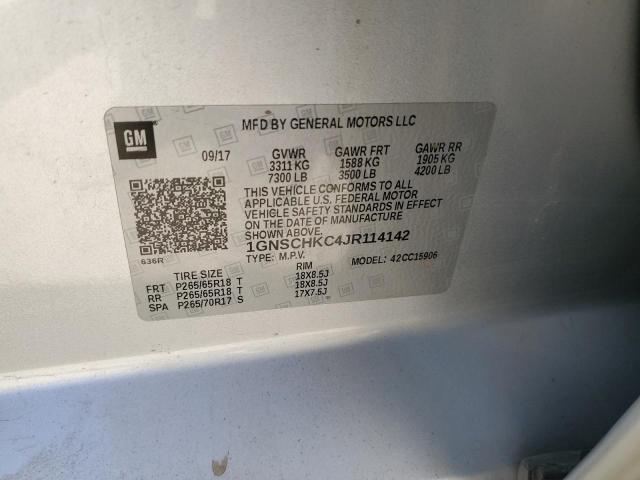 GM
MFD BY GENERAL MOTORS LLC
09/17 GVWR GAWR FRT GAWR RR
3311 KG 1588 KG 1905 KG
7300 LB 3500 LB 4200 LB
THIS VEHICLE CONFORMS TO ALL
APPLICABLE U.S. FEDERAL MOTOR
VEHICLE SAFETY STANDARDS IN EFFECT
ON THE DATE OF MANUFACTURE
SHOWN ABOVE.
1GNSCHKC4JR114142
636R TYPE: M.P.V. MODEL: 42CC15906
TIRE SIZE RIM
FRT P265/65R18 T 18X8.5J
RR P265/65R18 T 18X8.5J
SPA P265/70R17 S 17X7.5J